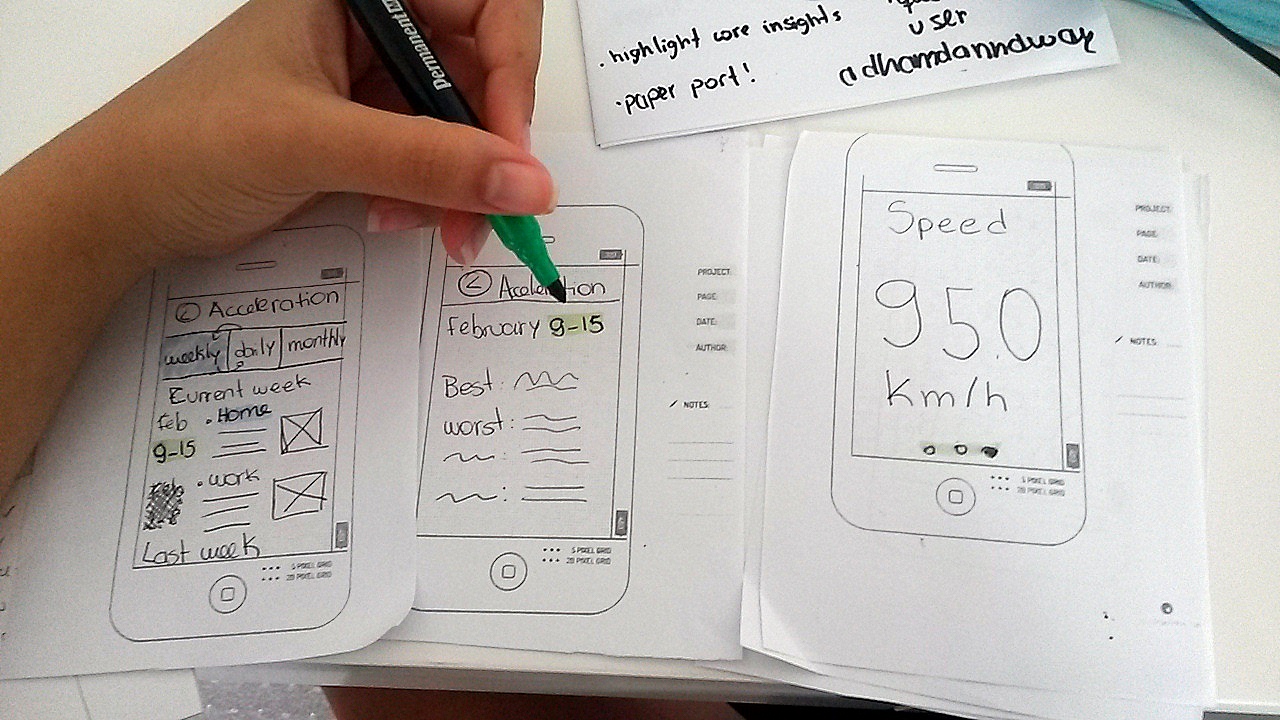 Permanent
. highlight core insights
• paper port!
user
adhamdanndway
< Acceleration
weekly daily monthly
Current week
feb • Home
9-15
• work
Last week
5 PIXEL GRID
20 PIXEL GRID
< Acceleration
february 9-15
Best:
worst:
5 PIXEL GRID
20 PIXEL GRID
PROJECT:
PAGE:
DATE:
AUTHOR:
NOTES:
Speed
95.0
Km/h
5 PIXEL GRID
20 PIXEL GRID
PROJECT:
PAGE:
DATE:
AUTHOR:
NOTES: